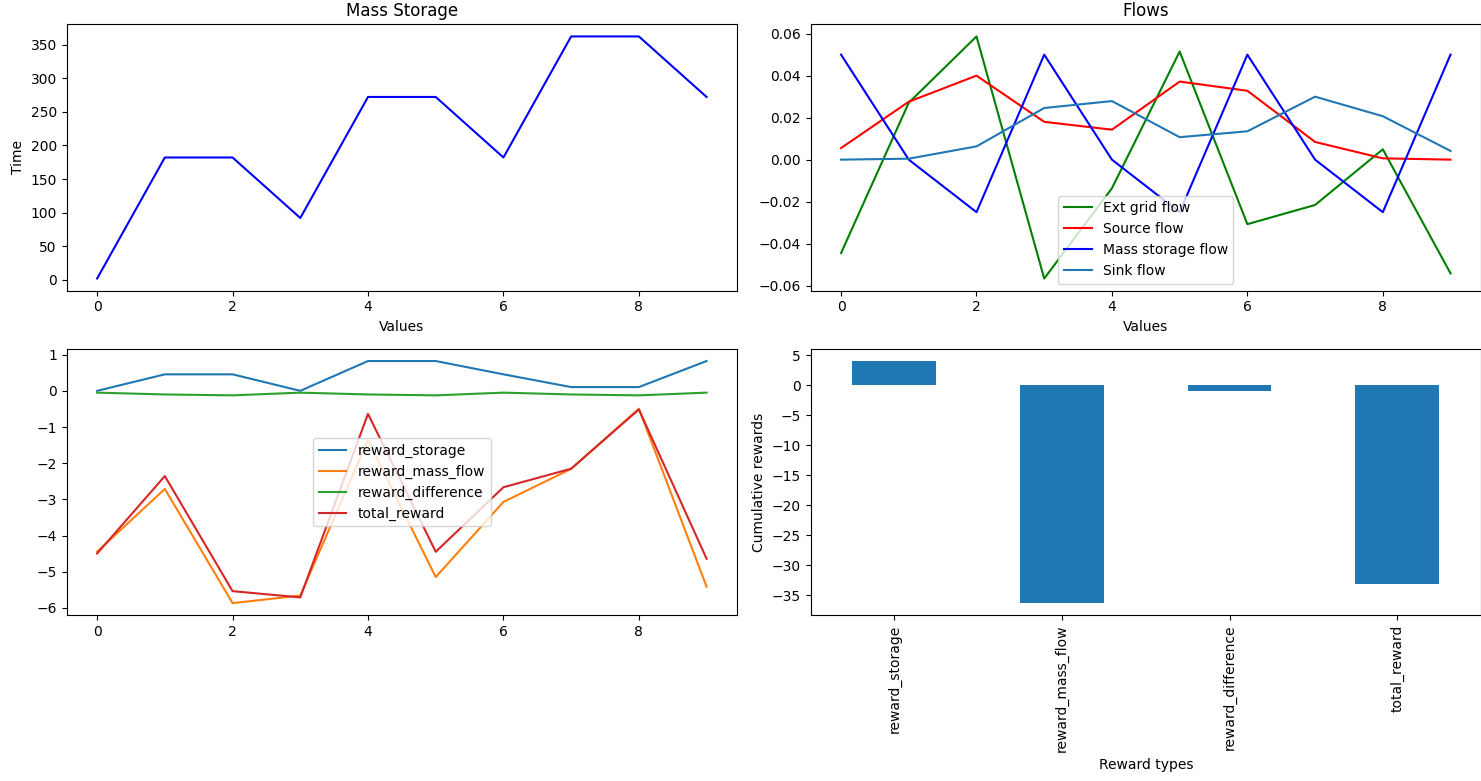 Mass Storage
350
300
250
200
150
100
50
0
Time
0 2 4 6 8
Values
Flows
0.06
0.04
0.02
0.00
−0.02
−0.04
−0.06
Ext grid flow
Source flow
Mass storage flow
Sink flow
0 2 4 6 8
Values
1
0
−1
−2
−3
−4
−5
−6
reward_storage
reward_mass_flow
reward_difference
total_reward
0 2 4 6 8
5
0
−5
−10
−15
−20
−25
−30
−35
Cumulative rewards
reward_storage
reward_mass_flow
reward_difference
total_reward
Reward types